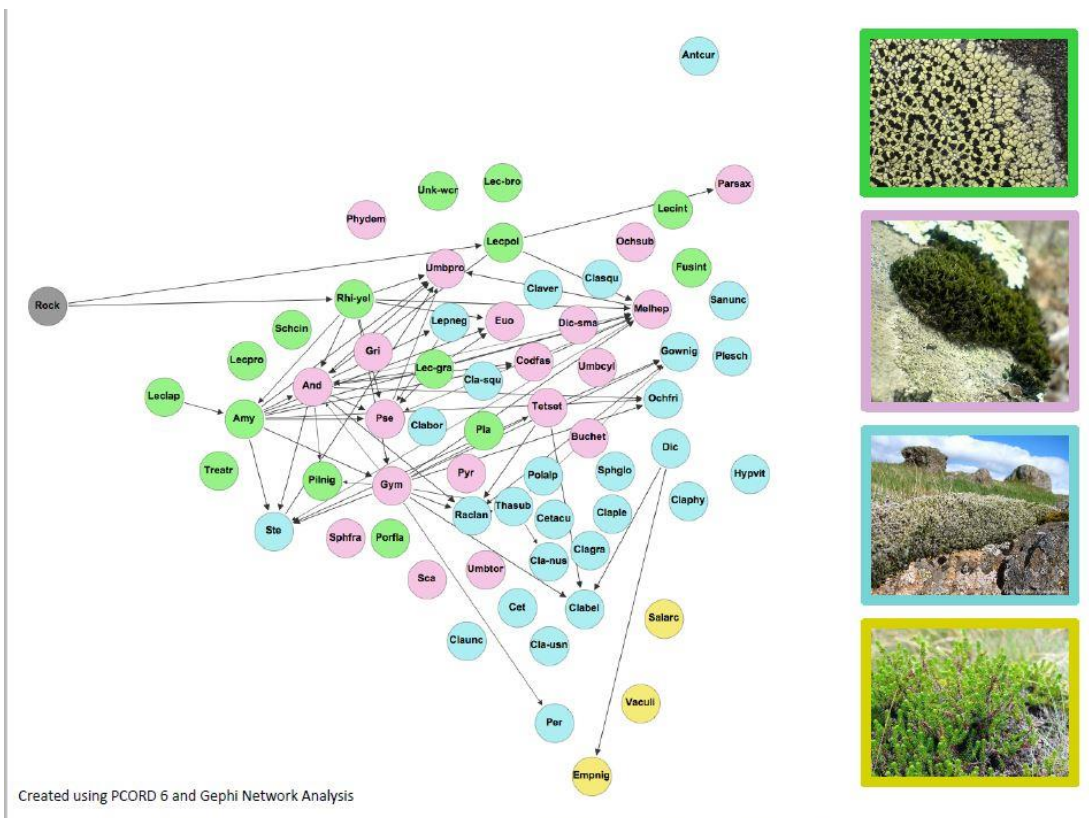 Antcur
Lec-bro
Unk-wcr
Parsax
Lecint
Phydem
Lecpol
Ochsub
Umbpro
Fusint
Clasqu
Claver
Rhi-yel
Sanunc
Rock
Melhep
Lepneg
Euo
Dic-sma
Schcin
Gri
Gownig
Plesch
Lecpro
Codfas
Lec-gra
Umbcyl
Cla-squ
And
Leclap
Ochfri
Tetset
Amy
Pse
Clabor
Pla
Buchet
Dic
Treatr
Pyr
Polalp
Sphglo
Hypvit
Pilnig
Gym
Claphy
Thasub
Raclan
Cetacu
Claple
Ste
Sphfra
Porfla
Clagra
Cla-nus
Umbtor
Sca
Cet
Clabel
Salarc
Claunc
Cla-usn
Vaculi
Per
Empnig
Created using PCORD 6 and Gephi Network Analysis